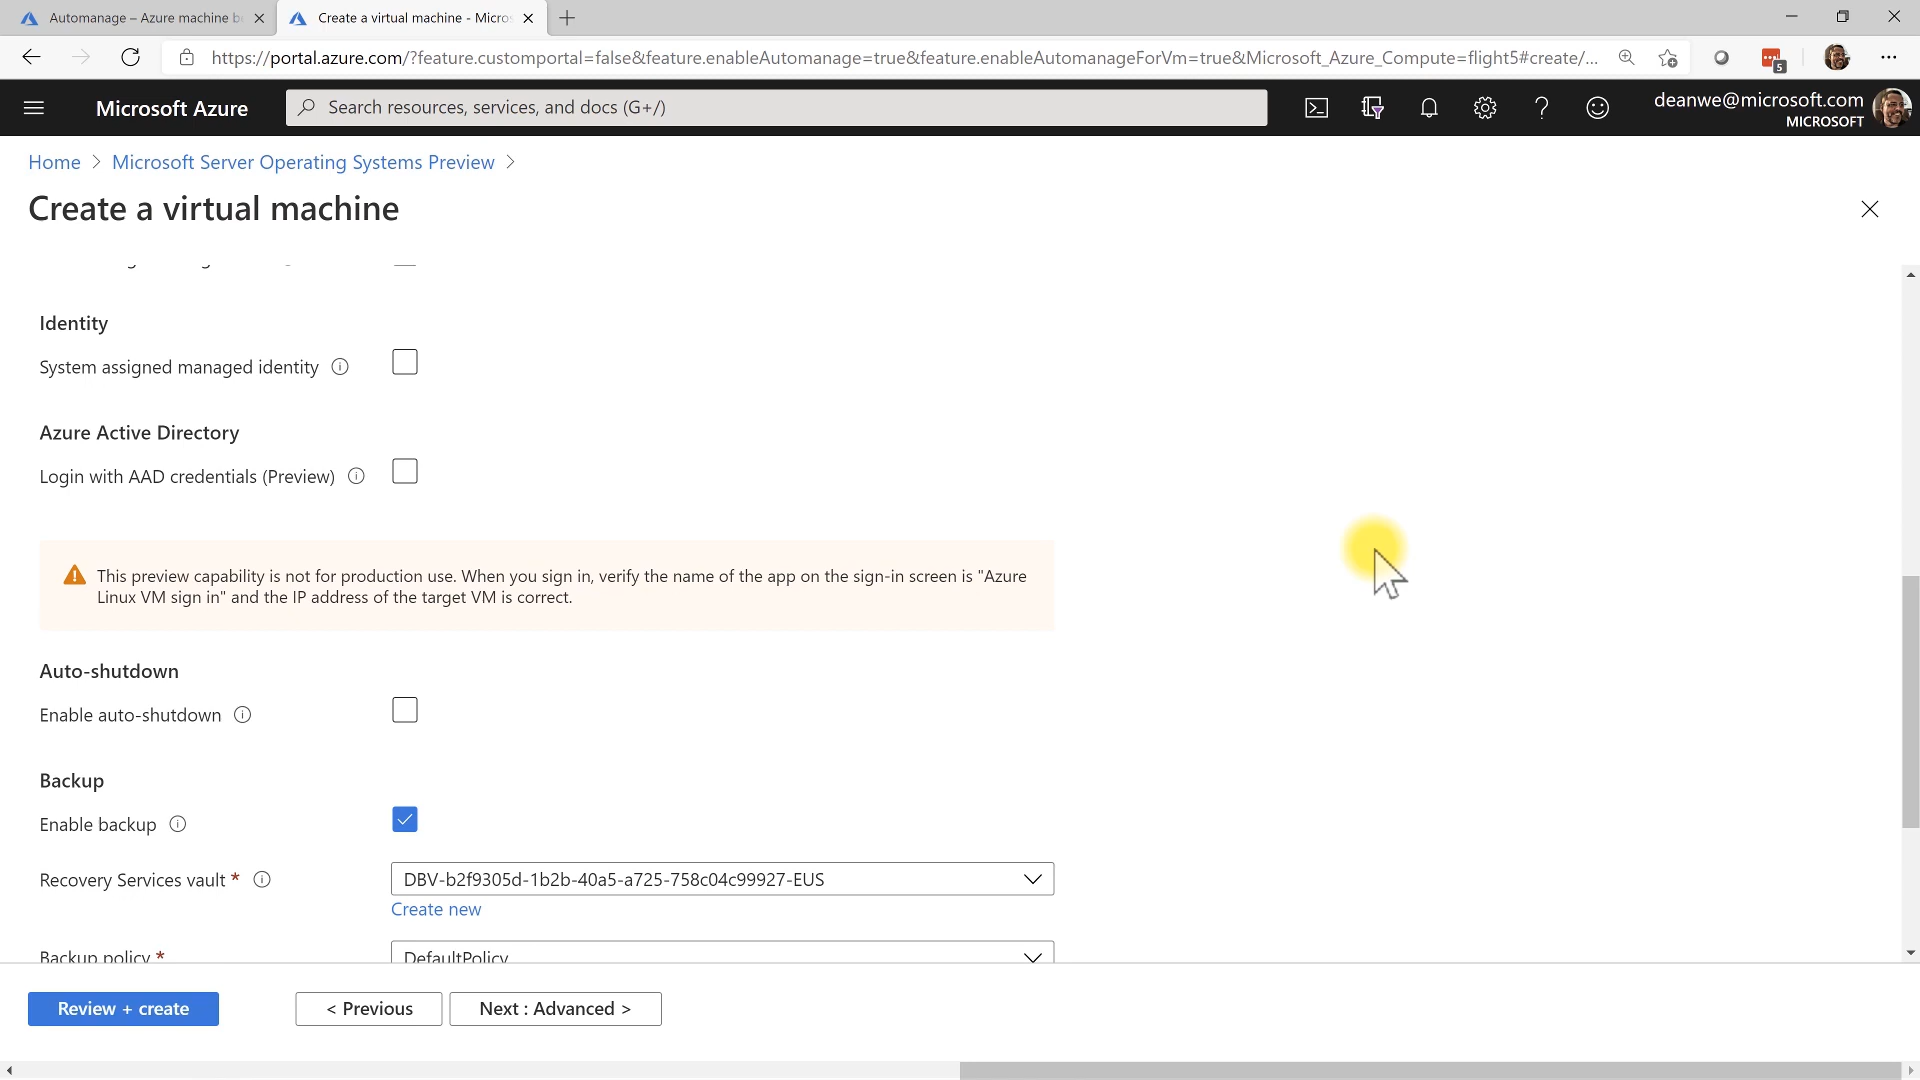 Automanage – Azure machine b
Create a virtual machine - Micros
https://portal.azure.com/?feature.customportal=false&feature.enableAutomanage=true&feature.enableAutomanageForVm=true&Microsoft_Azure_Compute=flight5#create/...
5
Microsoft Azure
Search resources, services, and docs (G+/)
deanwe@microsoft.com
MICROSOFT
Home > Microsoft Server Operating Systems Preview >
Create a virtual machine
Identity
System assigned managed identity
Azure Active Directory
Login with AAD credentials (Preview)
This preview capability is not for production use. When you sign in, verify the name of the app on the sign-in screen is "Azure
Linux VM sign in" and the IP address of the target VM is correct.
Auto-shutdown
Enable auto-shutdown
Backup
Enable backup
Recovery Services vault *
DBV-b2f9305d-1b2b-40a5-a725-758c04c99927-EUS
Create new
Backup policy *
DefaultPolicy
Review + create
< Previous
Next : Advanced >